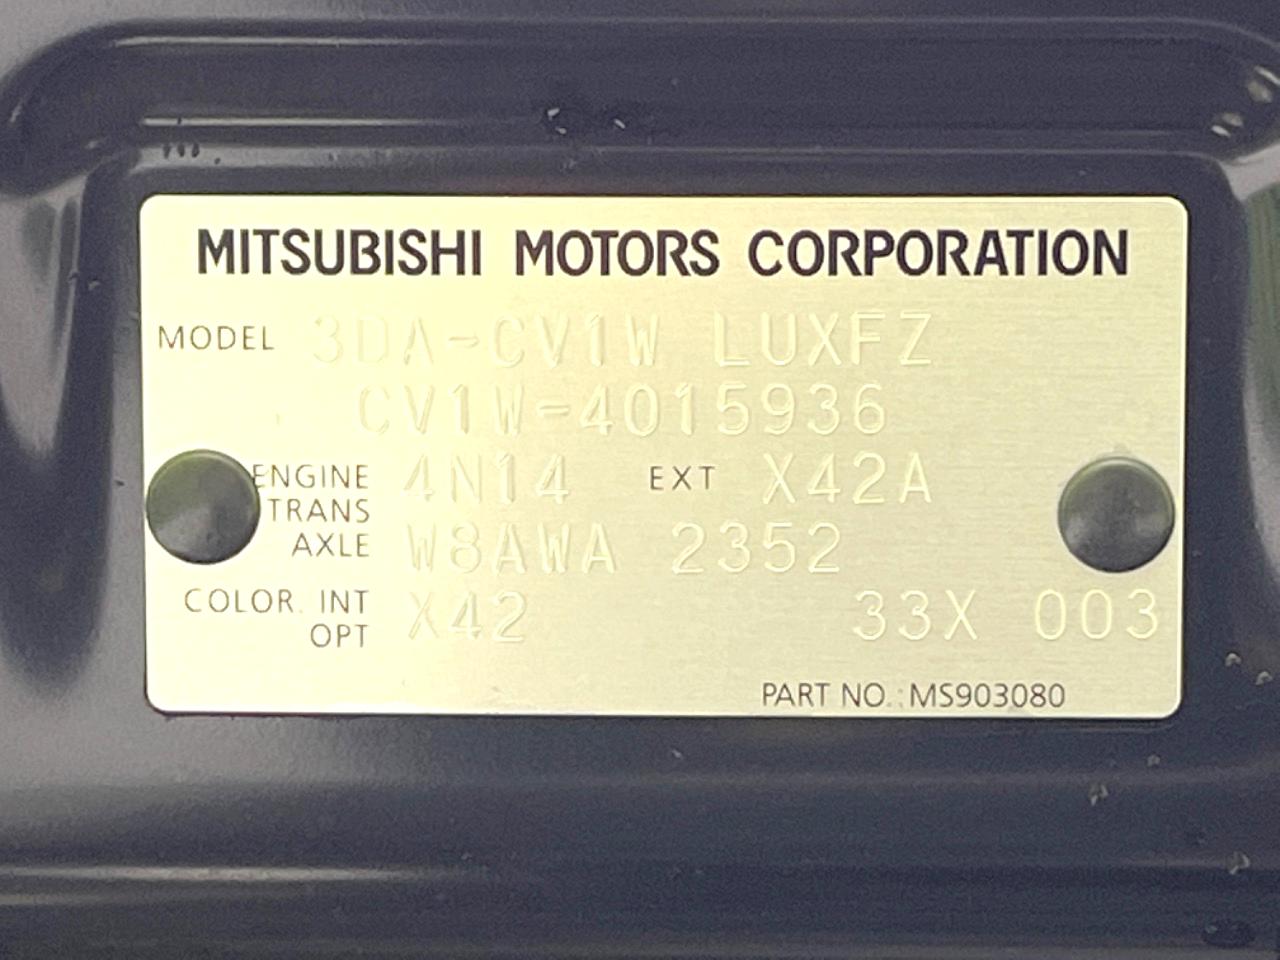 MITSUBISHI MOTORS CORPORATION
MODEL 3DA-CV1W LUXFZ
CV1W-4015936
ENGINE 4N14 EXT X42A
TRANS
AXLE W8AWA 2352
COLOR. INT
OPT X42 33X 003
PART NO.: MS903080